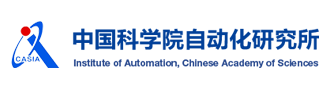 中国科学院自动化研究所
CASIA
Institute of Automation, Chinese Academy of Sciences